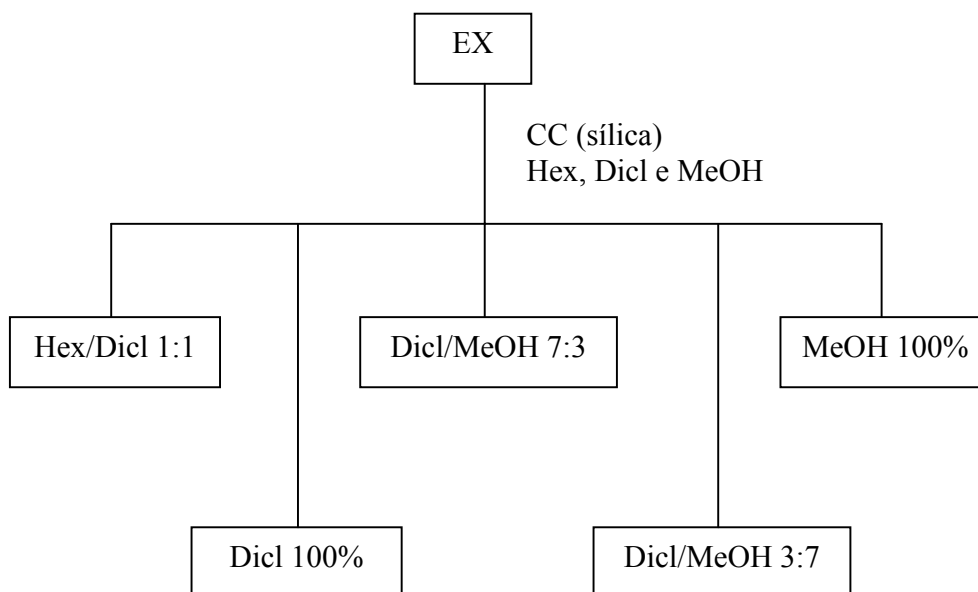 EX
CC (sílica)
Hex, Dicl e MeOH
Hex/Dicl 1:1
Dicl/MeOH 7:3
MeOH 100%
Dicl 100%
Dicl/MeOH 3:7